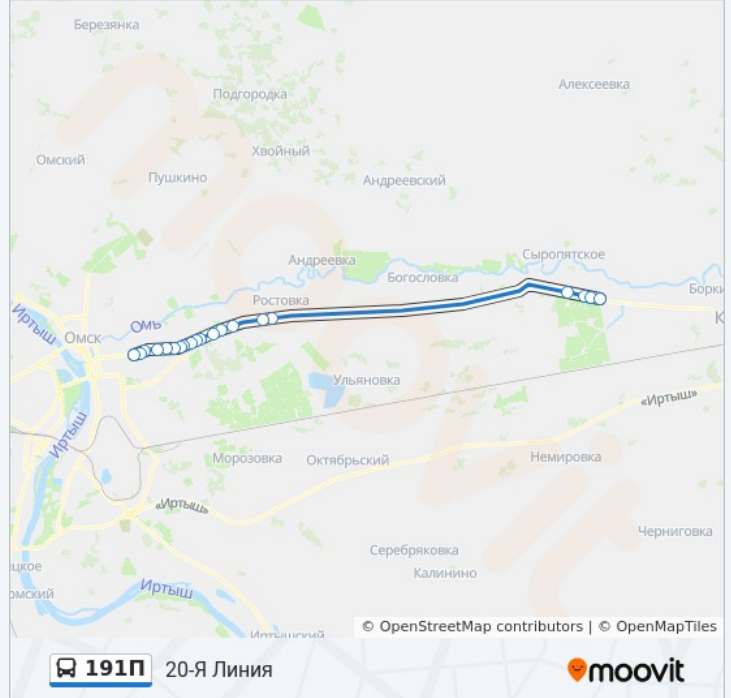 Березянка
Алексеевка
Подгородка
Хвойный
Омский
Пушкино
Андреевский
Сыропятское
Андреевка
Богословка
Борки
Ростовка
Иртыш
Омъ
К
Омск
Ульяновка
«Иртыш»
Иртыш
Морозовка
Октябрьский
Немировка
«Иртыш»
Черниговка
Серебряковка
цкое
Калинино
Иртыш
омский
Иртышский
© OpenStreetMap contributors | © OpenMapTiles
191П 20-Я Линия
moovit